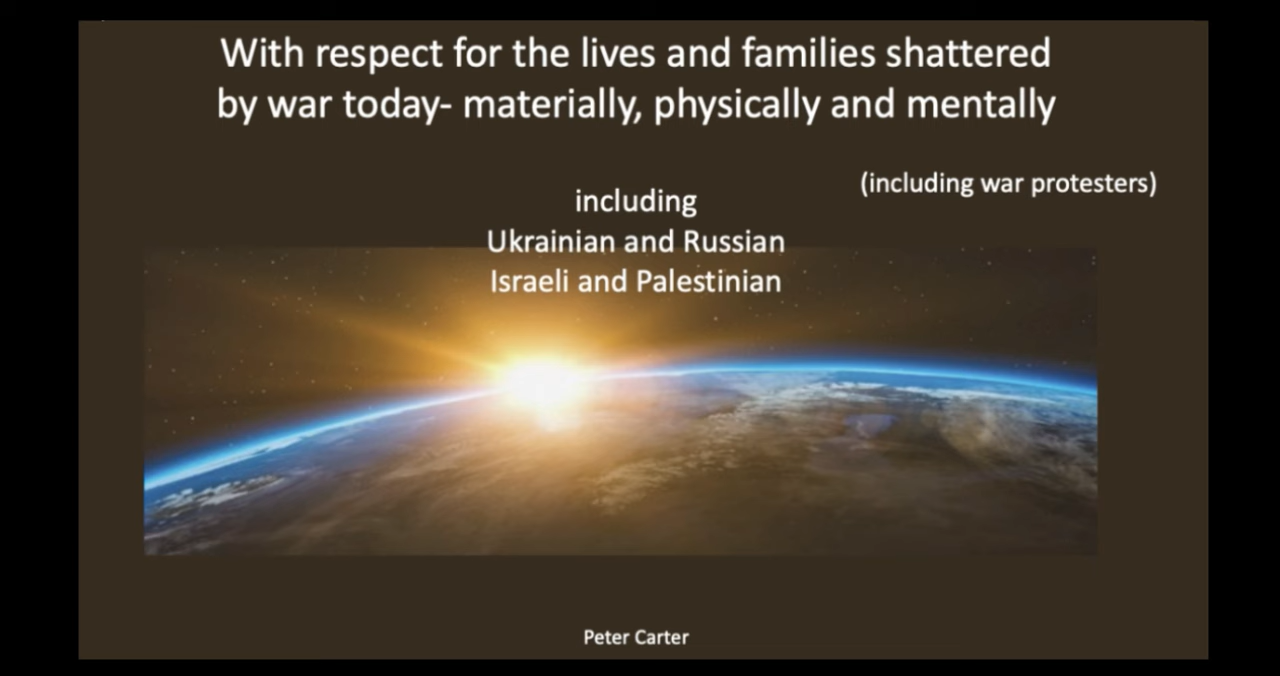 With respect for the lives and families shattered
by war today- materially, physically and mentally
(including war protesters)
including
Ukrainian and Russian
Israeli and Palestinian
Peter Carter